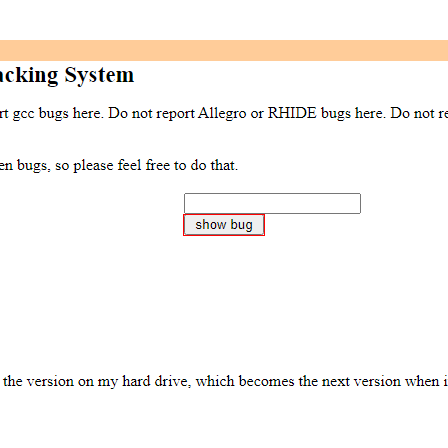 cking System
rt gcc bugs here. Do not report Allegro or RHIDE bugs here. Do not re
en bugs, so please feel free to do that.
show bug
the version on my hard drive, which becomes the next version when i